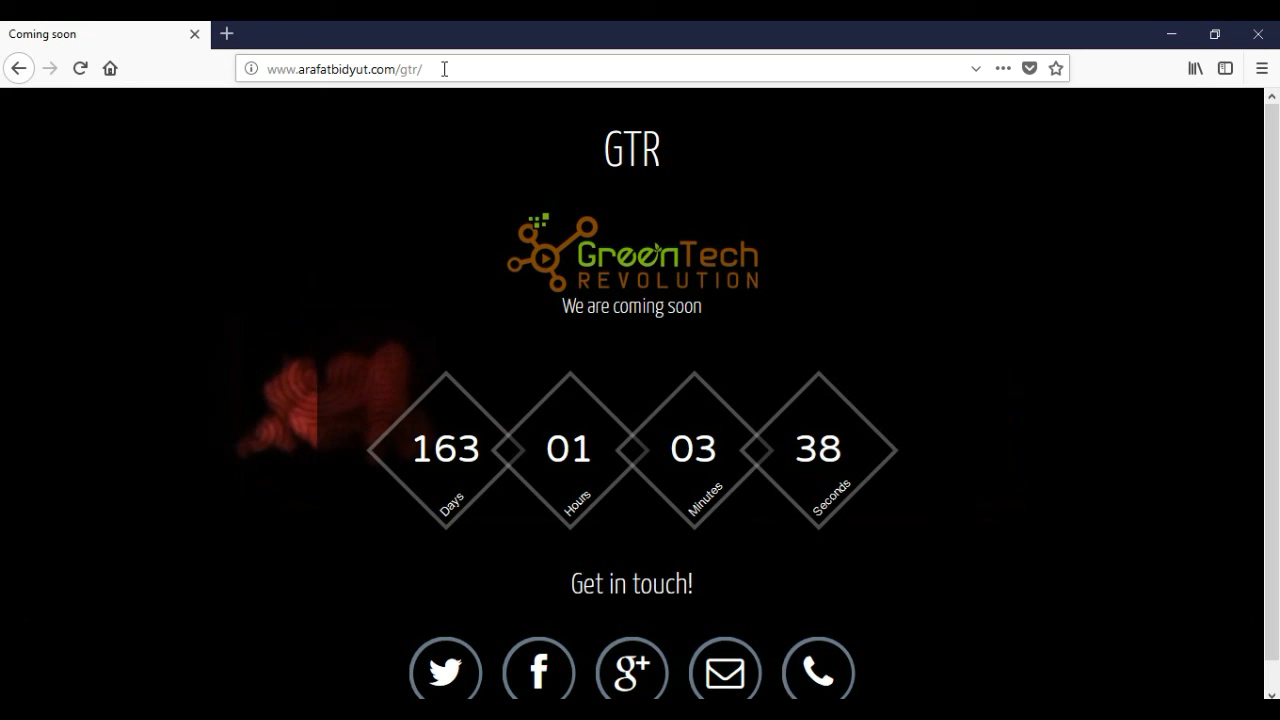 Coming soon
www.arafatbidyut.com/gtr/
GTR
GreenTech
REVOLUTION
We are coming soon
163 01 03 38
Days Hours Minutes Seconds
Get in touch!